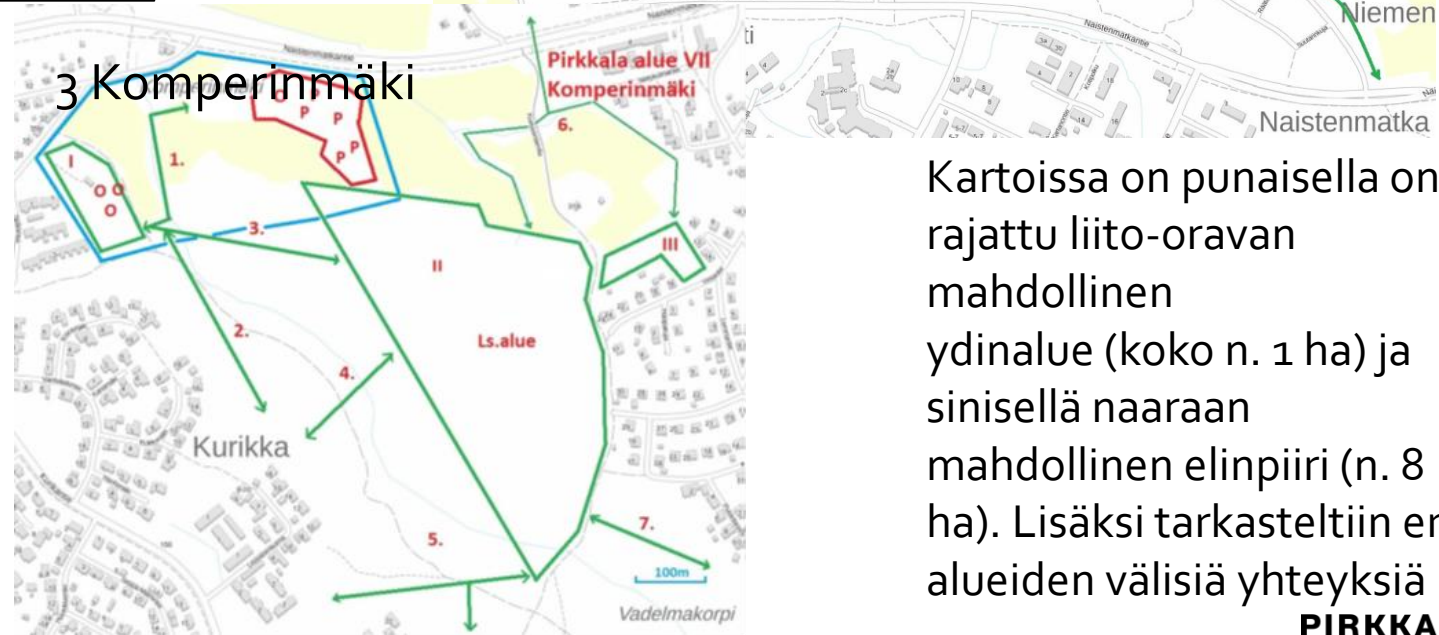 3 Komperinmäki
Naistenmatkantie
Pirkkala alue VII
Komperinmäki
O
P
P
P
P
I
O O
O
1.
2.
3.
4.
5.
6.
7.
II
III
Ls.alue
Kurikka
100m
Vadelmakorpi
Niemen
Naistenmatkantie
Naistenmatka
Kartoissa on punaisella on
rajattu liito-oravan
mahdollinen
ydinalue (koko n. 1 ha) ja
sinisellä naaraan
mahdollinen elinpiiri (n. 8
ha). Lisäksi tarkasteltiin er
alueiden välisiä yhteyksiä
PIRKKA